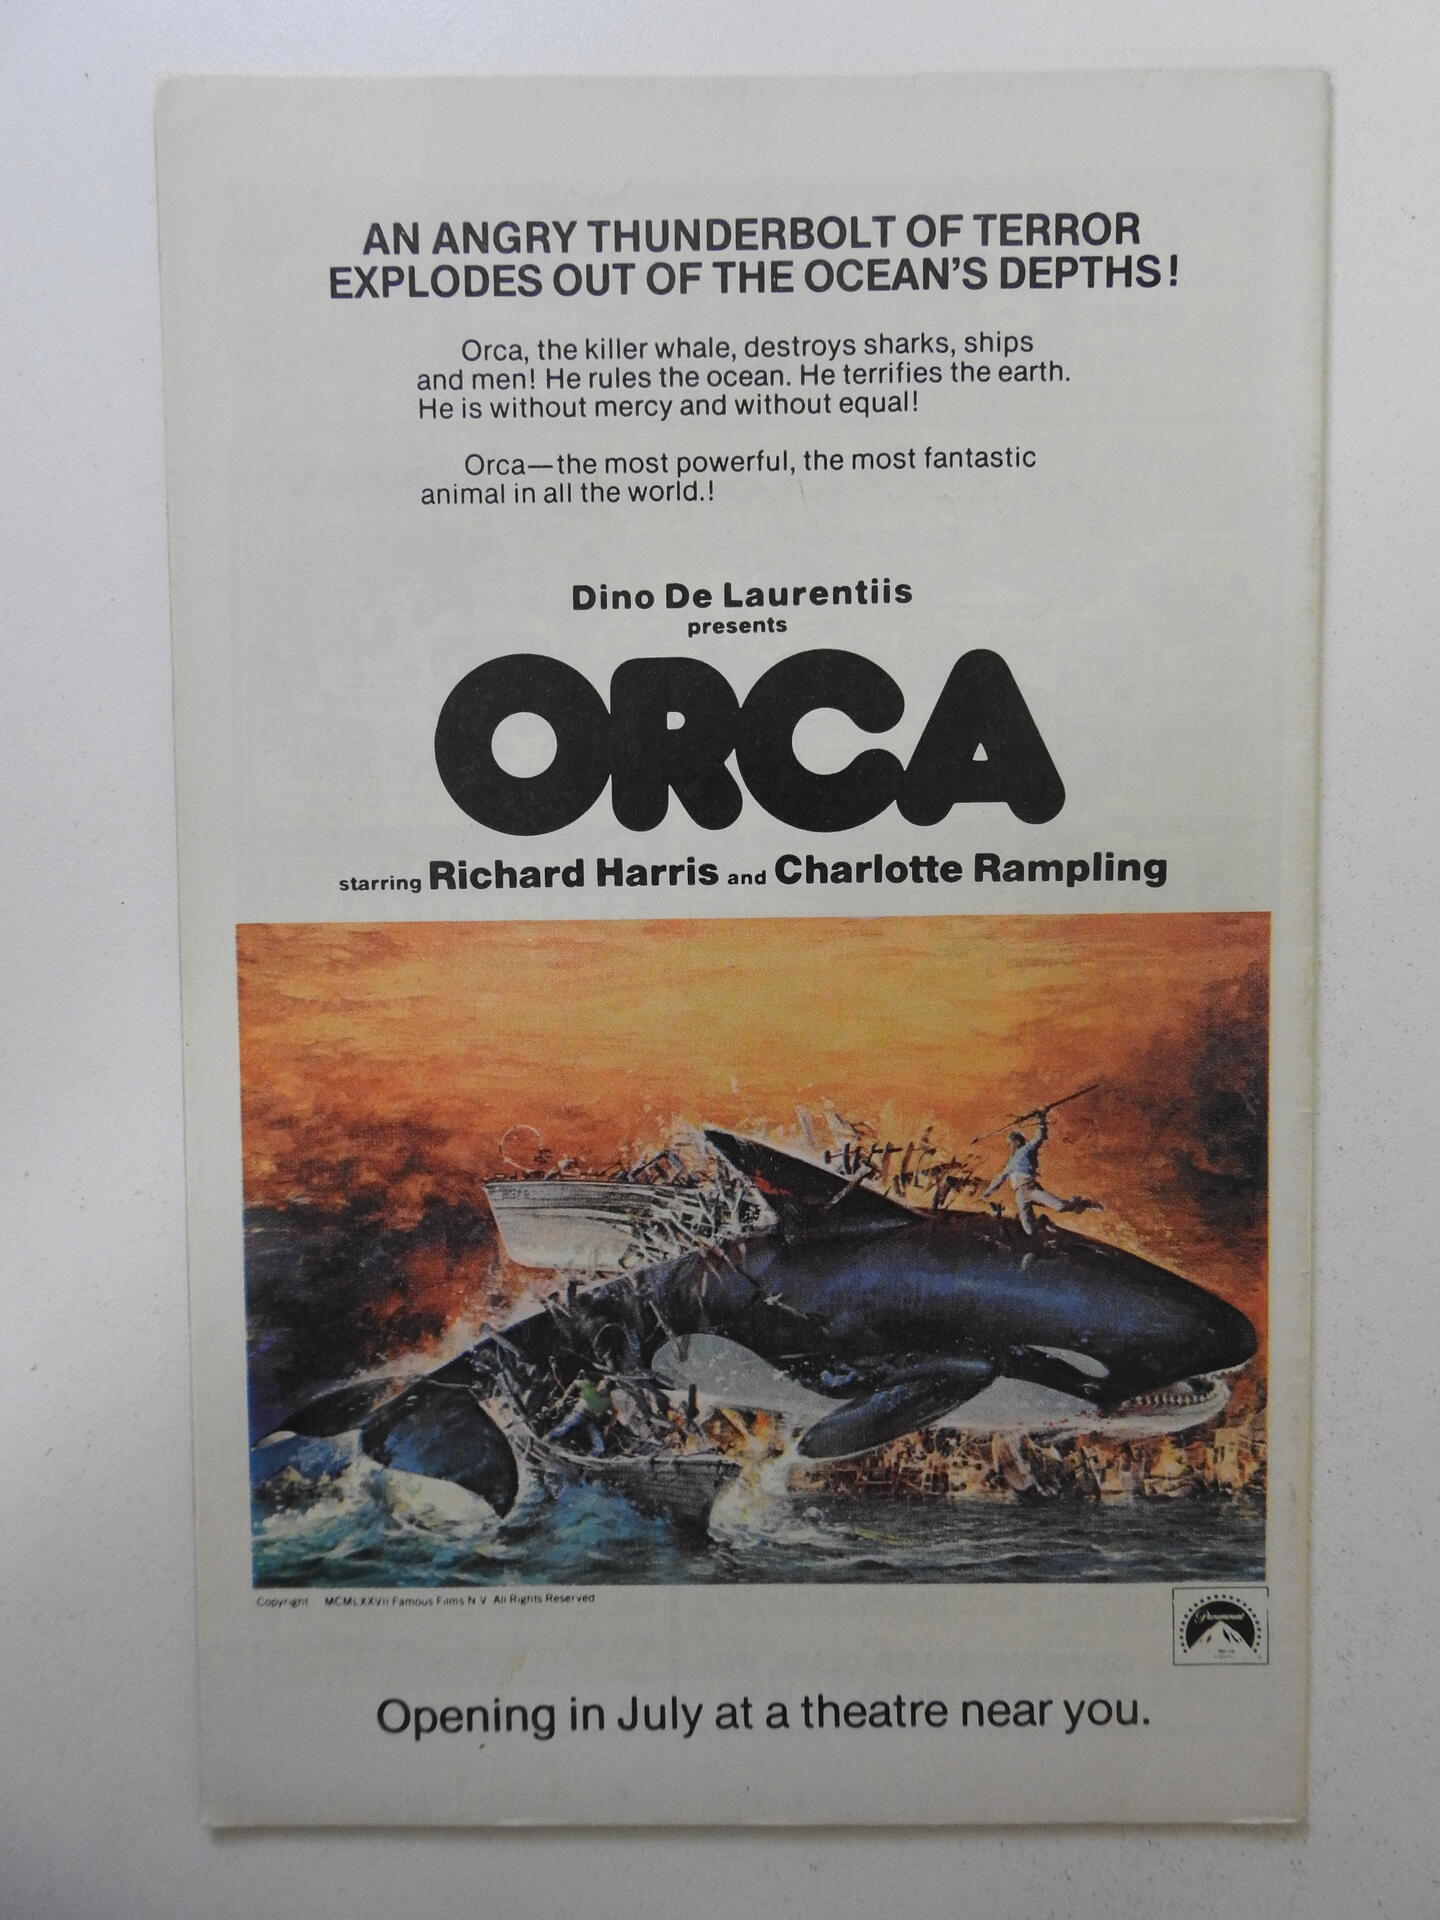 AN ANGRY THUNDERBOLT OF TERROR
EXPLODES OUT OF THE OCEAN'S DEPTHS!
Orca, the killer whale, destroys sharks, ships
and men! He rules the ocean. He terrifies the earth.
He is without mercy and without equal!
Orca—the most powerful, the most fantastic
animal in all the world.!
Dino De Laurentiis
presents
ORCA
starring Richard Harris and Charlotte Rampling
Copyright MCMLXXVII Famous Films N V All Rights Reserved
Paramount
Opening in July at a theatre near you.